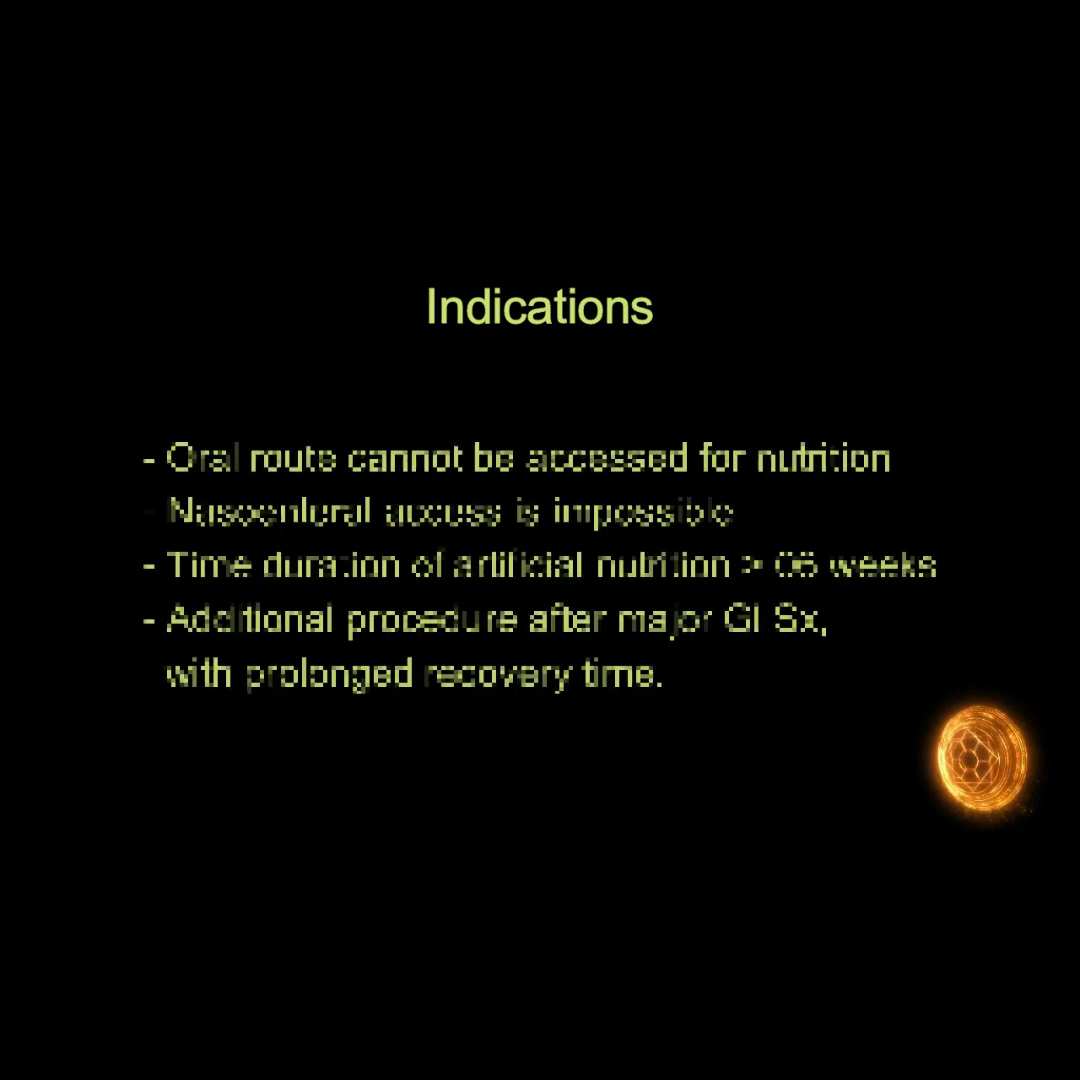 Indications
- Oral route cannot be accessed for nutrition
- Nasoenteral access is impossible
- Time duration of artificial nutrition > 06 weeks
- Additional procedure after major GI Sx,
with prolonged recovery time.